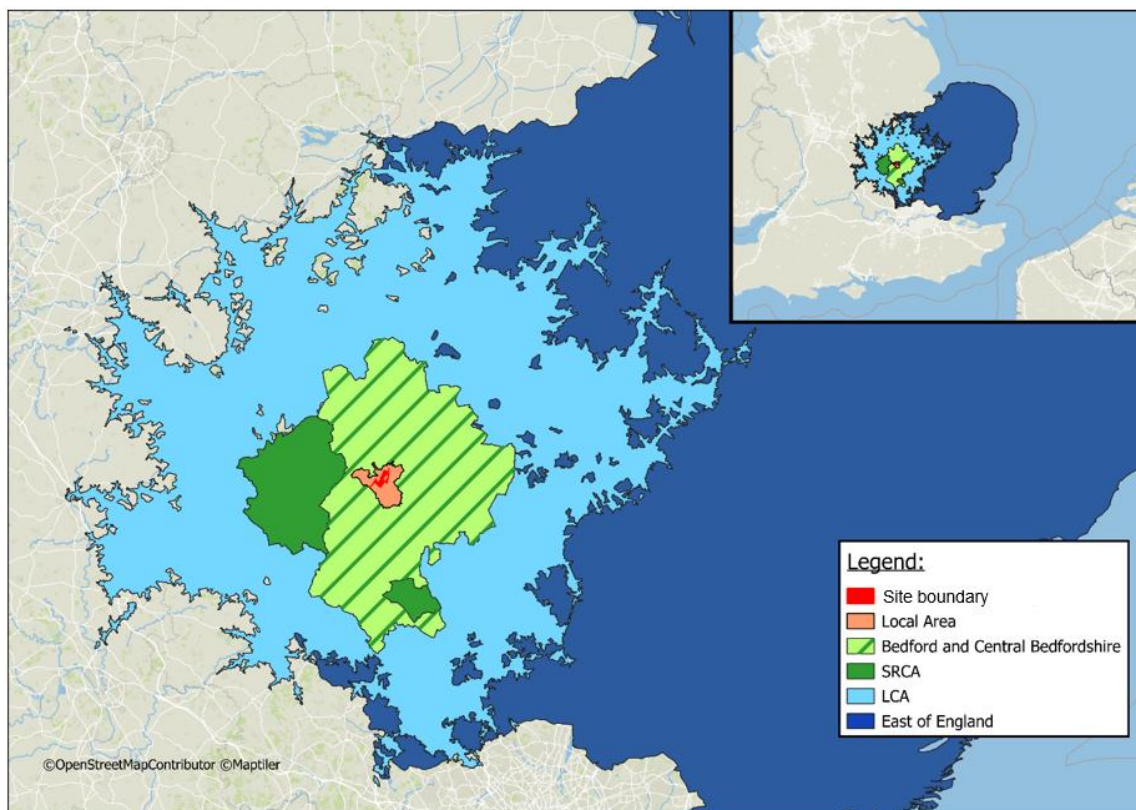 Legend:
Site boundary
Local Area
Bedford and Central Bedfordshire
SRCA
LCA
East of England
©OpenStreetMapContributor ©Maptiler